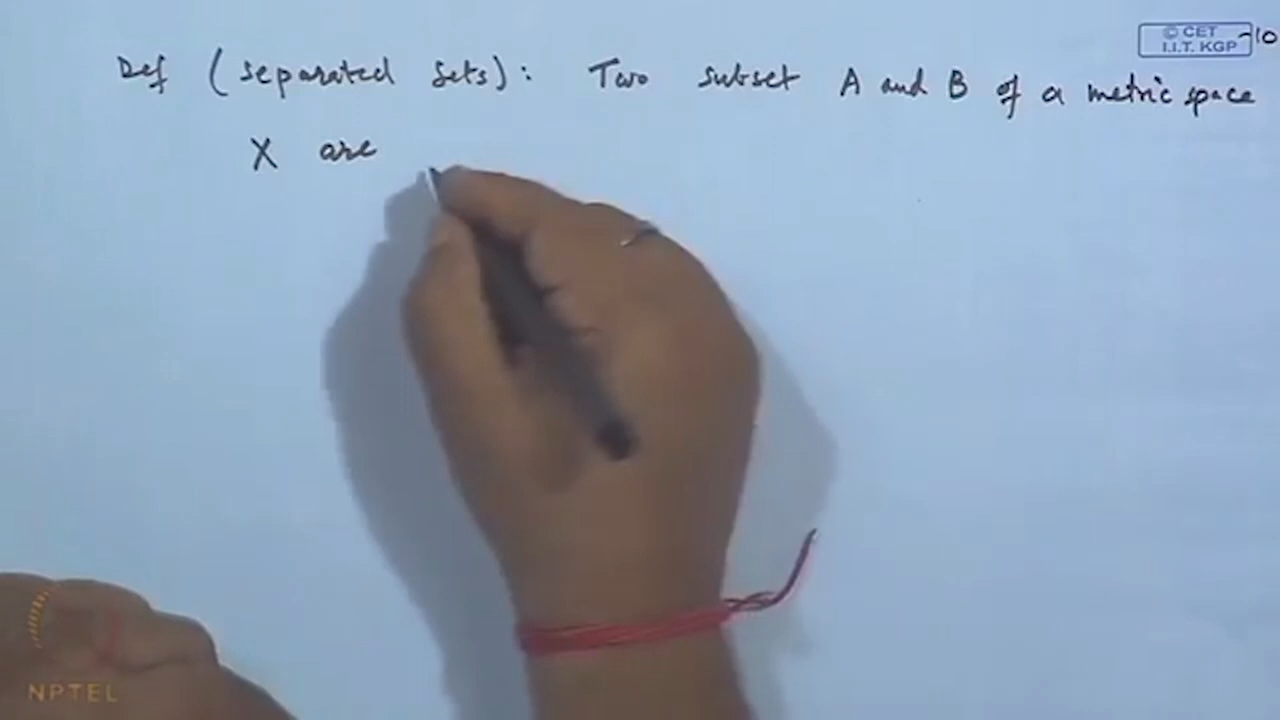 © CET
I.I.T. KGP
-10
Def (separated sets): Two subset A and B of a metric space
X are
NPTEL